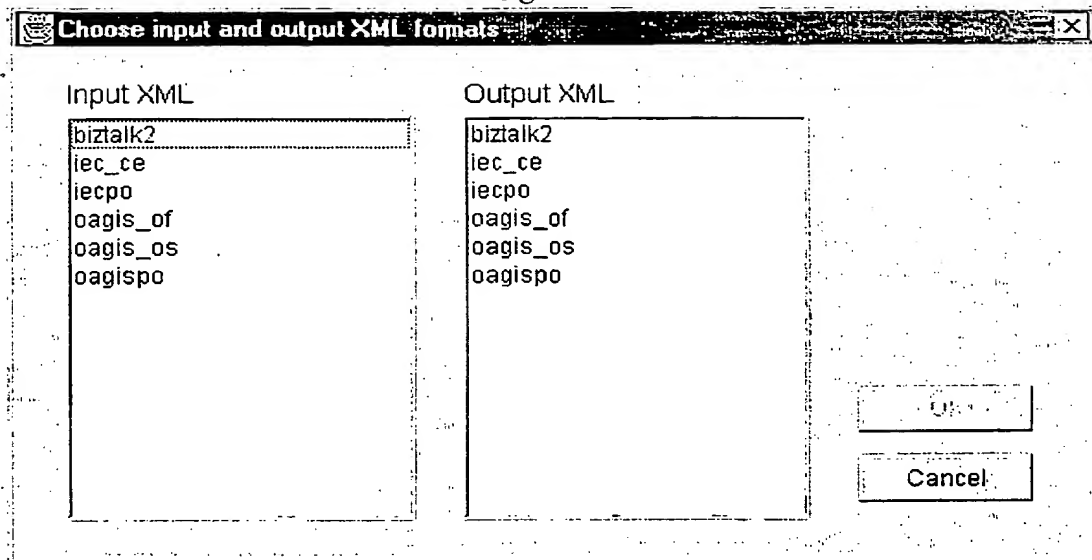 Choose input and output XML formats
Input XML
Output XML
biztalk2
iec_ce
iecpo
oagis_of
oagis_os
oagispo
biztalk2
iec_ce
iecpo
oagis_of
oagis_os
oagispo
Cancel